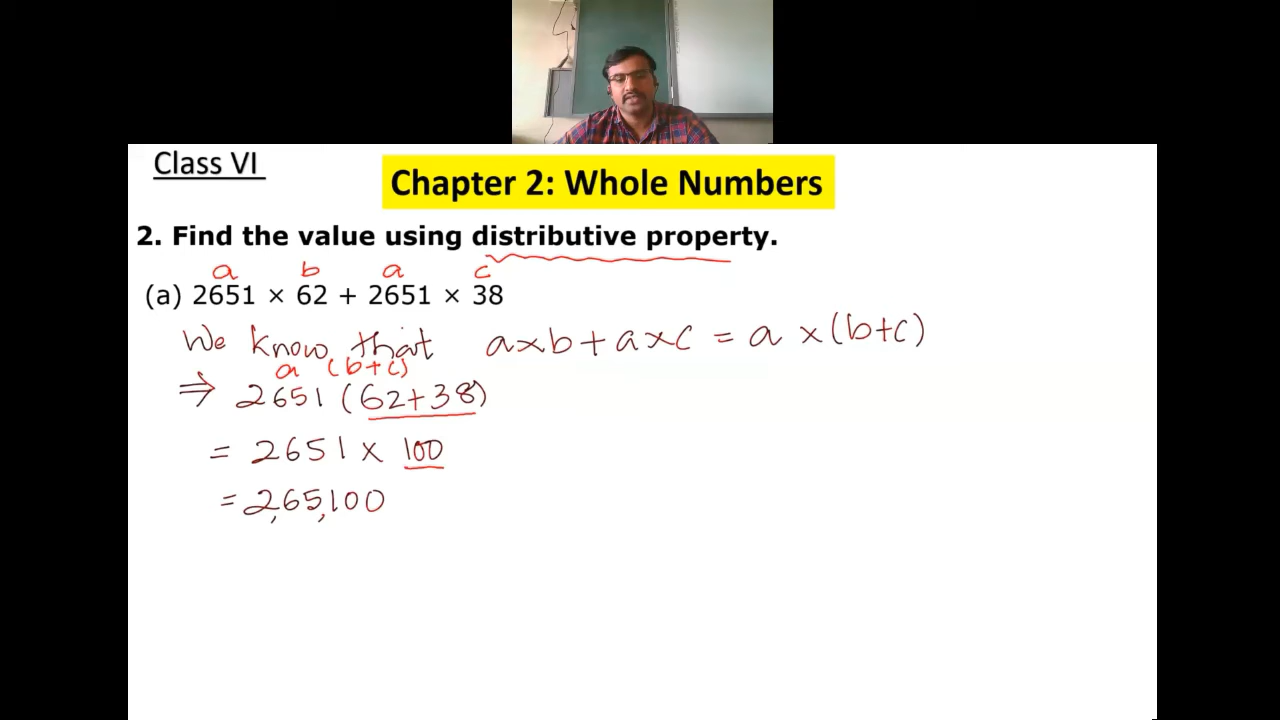 Class VI
Chapter 2: Whole Numbers
2. Find the value using distributive property.
a b a c
(a) 2651 × 62 + 2651 × 38
We know that a×b+a×c = a ×(b+c)
a (b+c)
⇒ 2651 (62+38)
= 2651 × 100
= 2,65,100